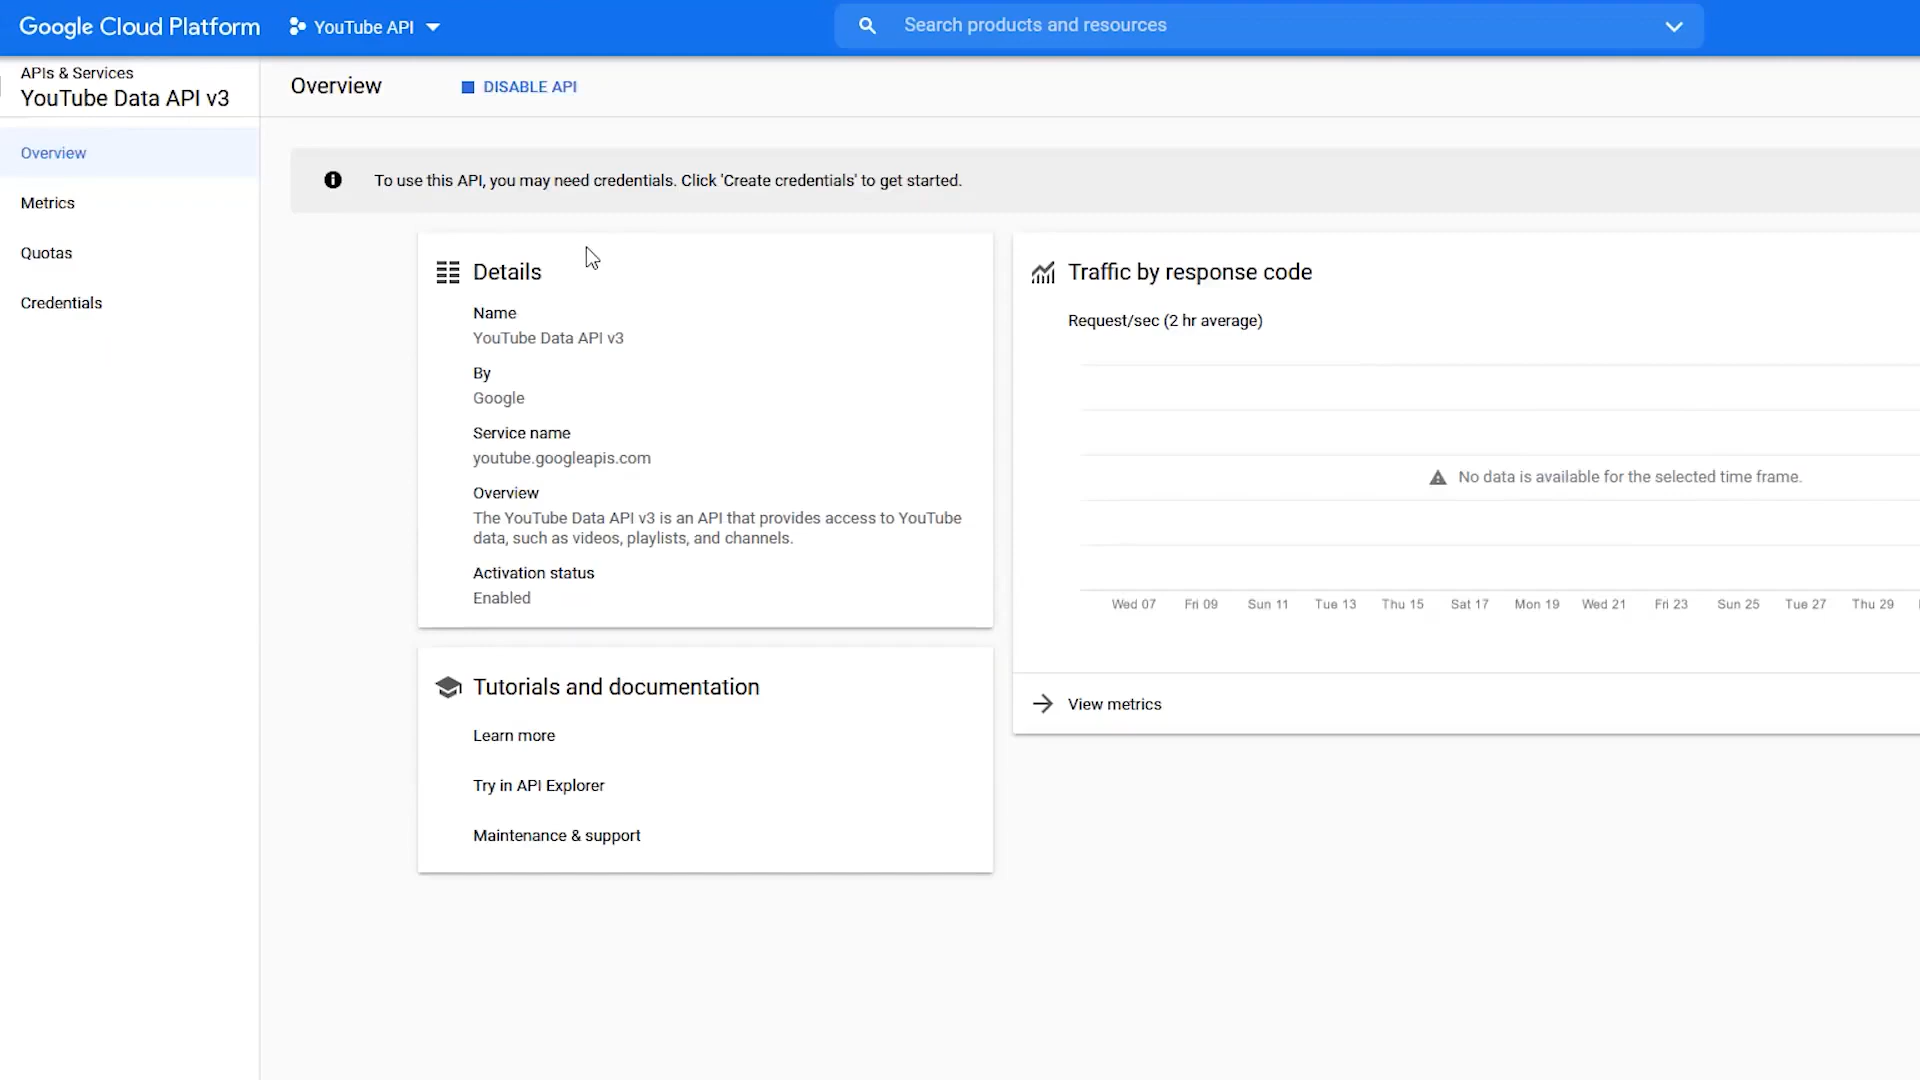 Google Cloud Platform
YouTube API
Search products and resources
APIs & Services
YouTube Data API v3
Overview
DISABLE API
Overview
Metrics
Quotas
Credentials
To use this API, you may need credentials. Click 'Create credentials' to get started.
Details
Name
YouTube Data API v3
By
Google
Service name
youtube.googleapis.com
Overview
The YouTube Data API v3 is an API that provides access to YouTube
data, such as videos, playlists, and channels.
Activation status
Enabled
Tutorials and documentation
Learn more
Try in API Explorer
Maintenance & support
Traffic by response code
Request/sec (2 hr average)
No data is available for the selected time frame.
Wed 07 Fri 09 Sun 11 Tue 13 Thu 15 Sat 17 Mon 19 Wed 21 Fri 23 Sun 25 Tue 27 Thu 29
View metrics